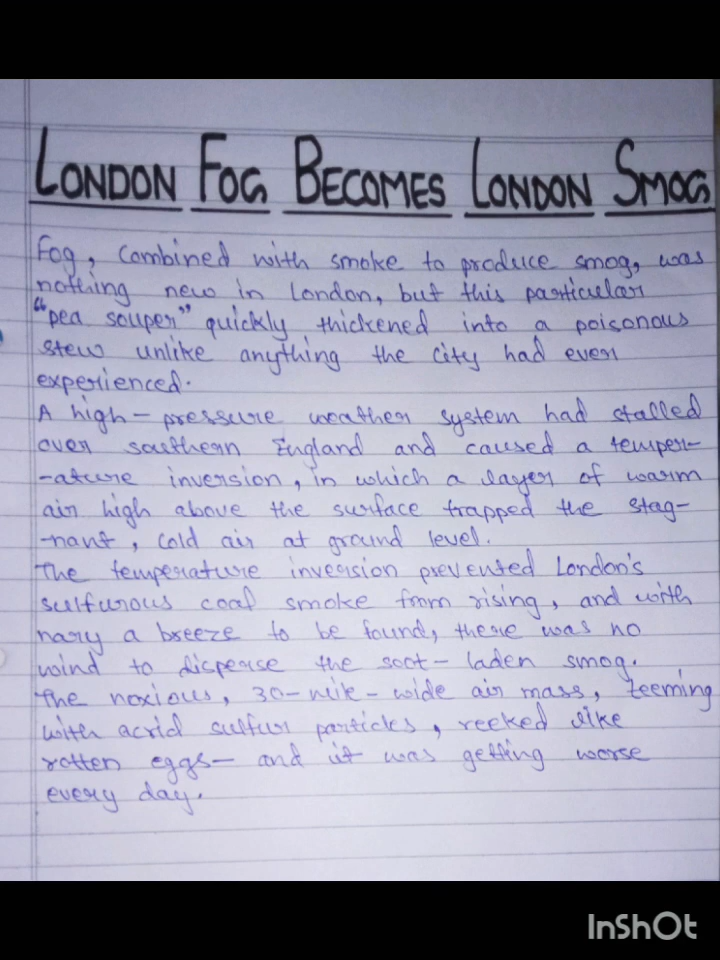 LONDON FOG BECOMES LONDON SMOG
Fog, combined with smoke to produce smog, was
nothing new in London, but this particular
"pea souper" quickly thickened into a poisonous
stew unlike anything the city had ever
experienced.
A high-pressure weather system had stalled
over southern England and caused a temper-
-ature inversion, in which a layer of warm
air high above the surface trapped the stag-
-nant, cold air at ground level.
The temperature inversion prevented London's
sulfurous coal smoke from rising, and with
nary a breeze to be found, there was no
wind to disperse the soot-laden smog.
The noxious, 30-mile-wide air mass, teeming
with acrid sulfur particles, reeked like
rotten eggs- and it was getting worse
every day.
InShOt